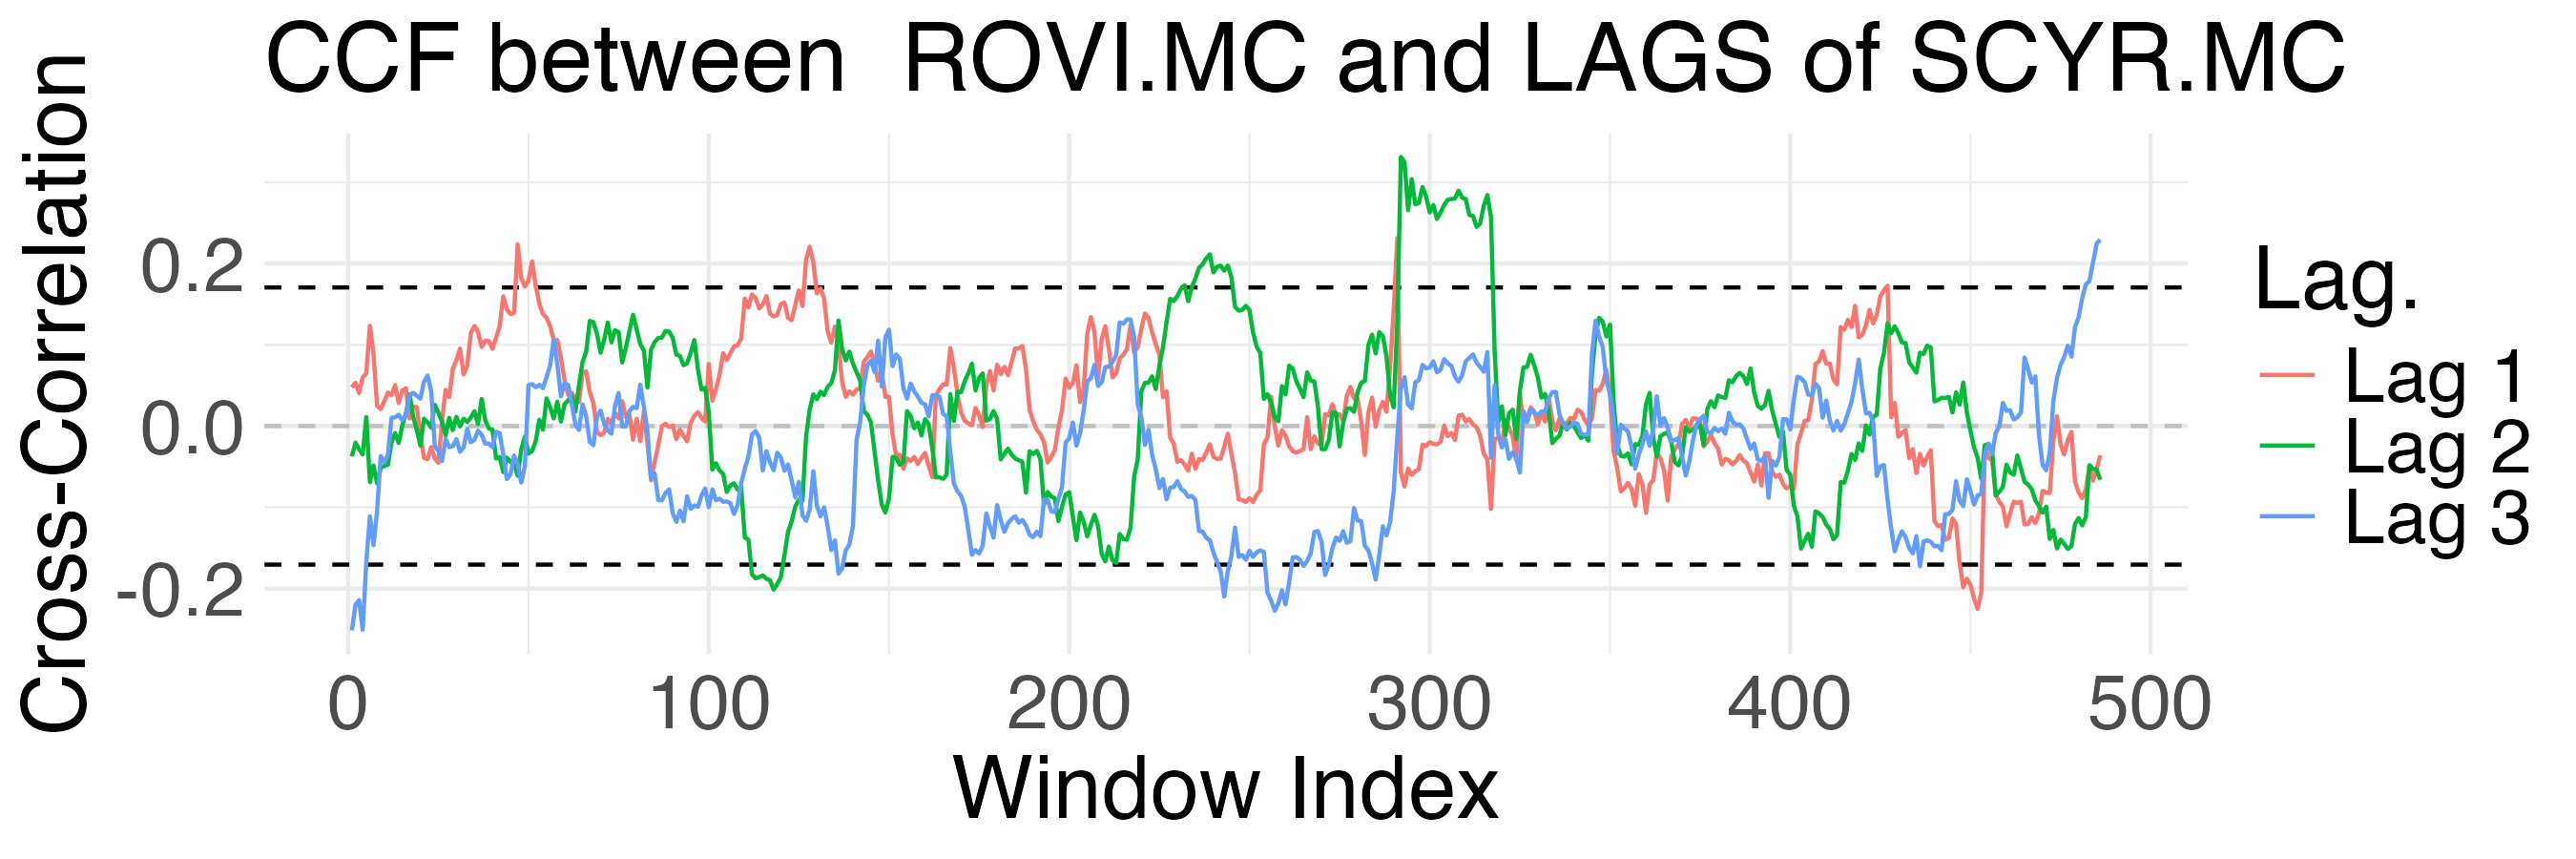 CCF between  ROVI.MC and LAGS of SCYR.MC
Cross-Correlation
0.2
0.0
-0.2
0 100 200 300 400 500
Window Index
Lag.
Lag 1
Lag 2
Lag 3